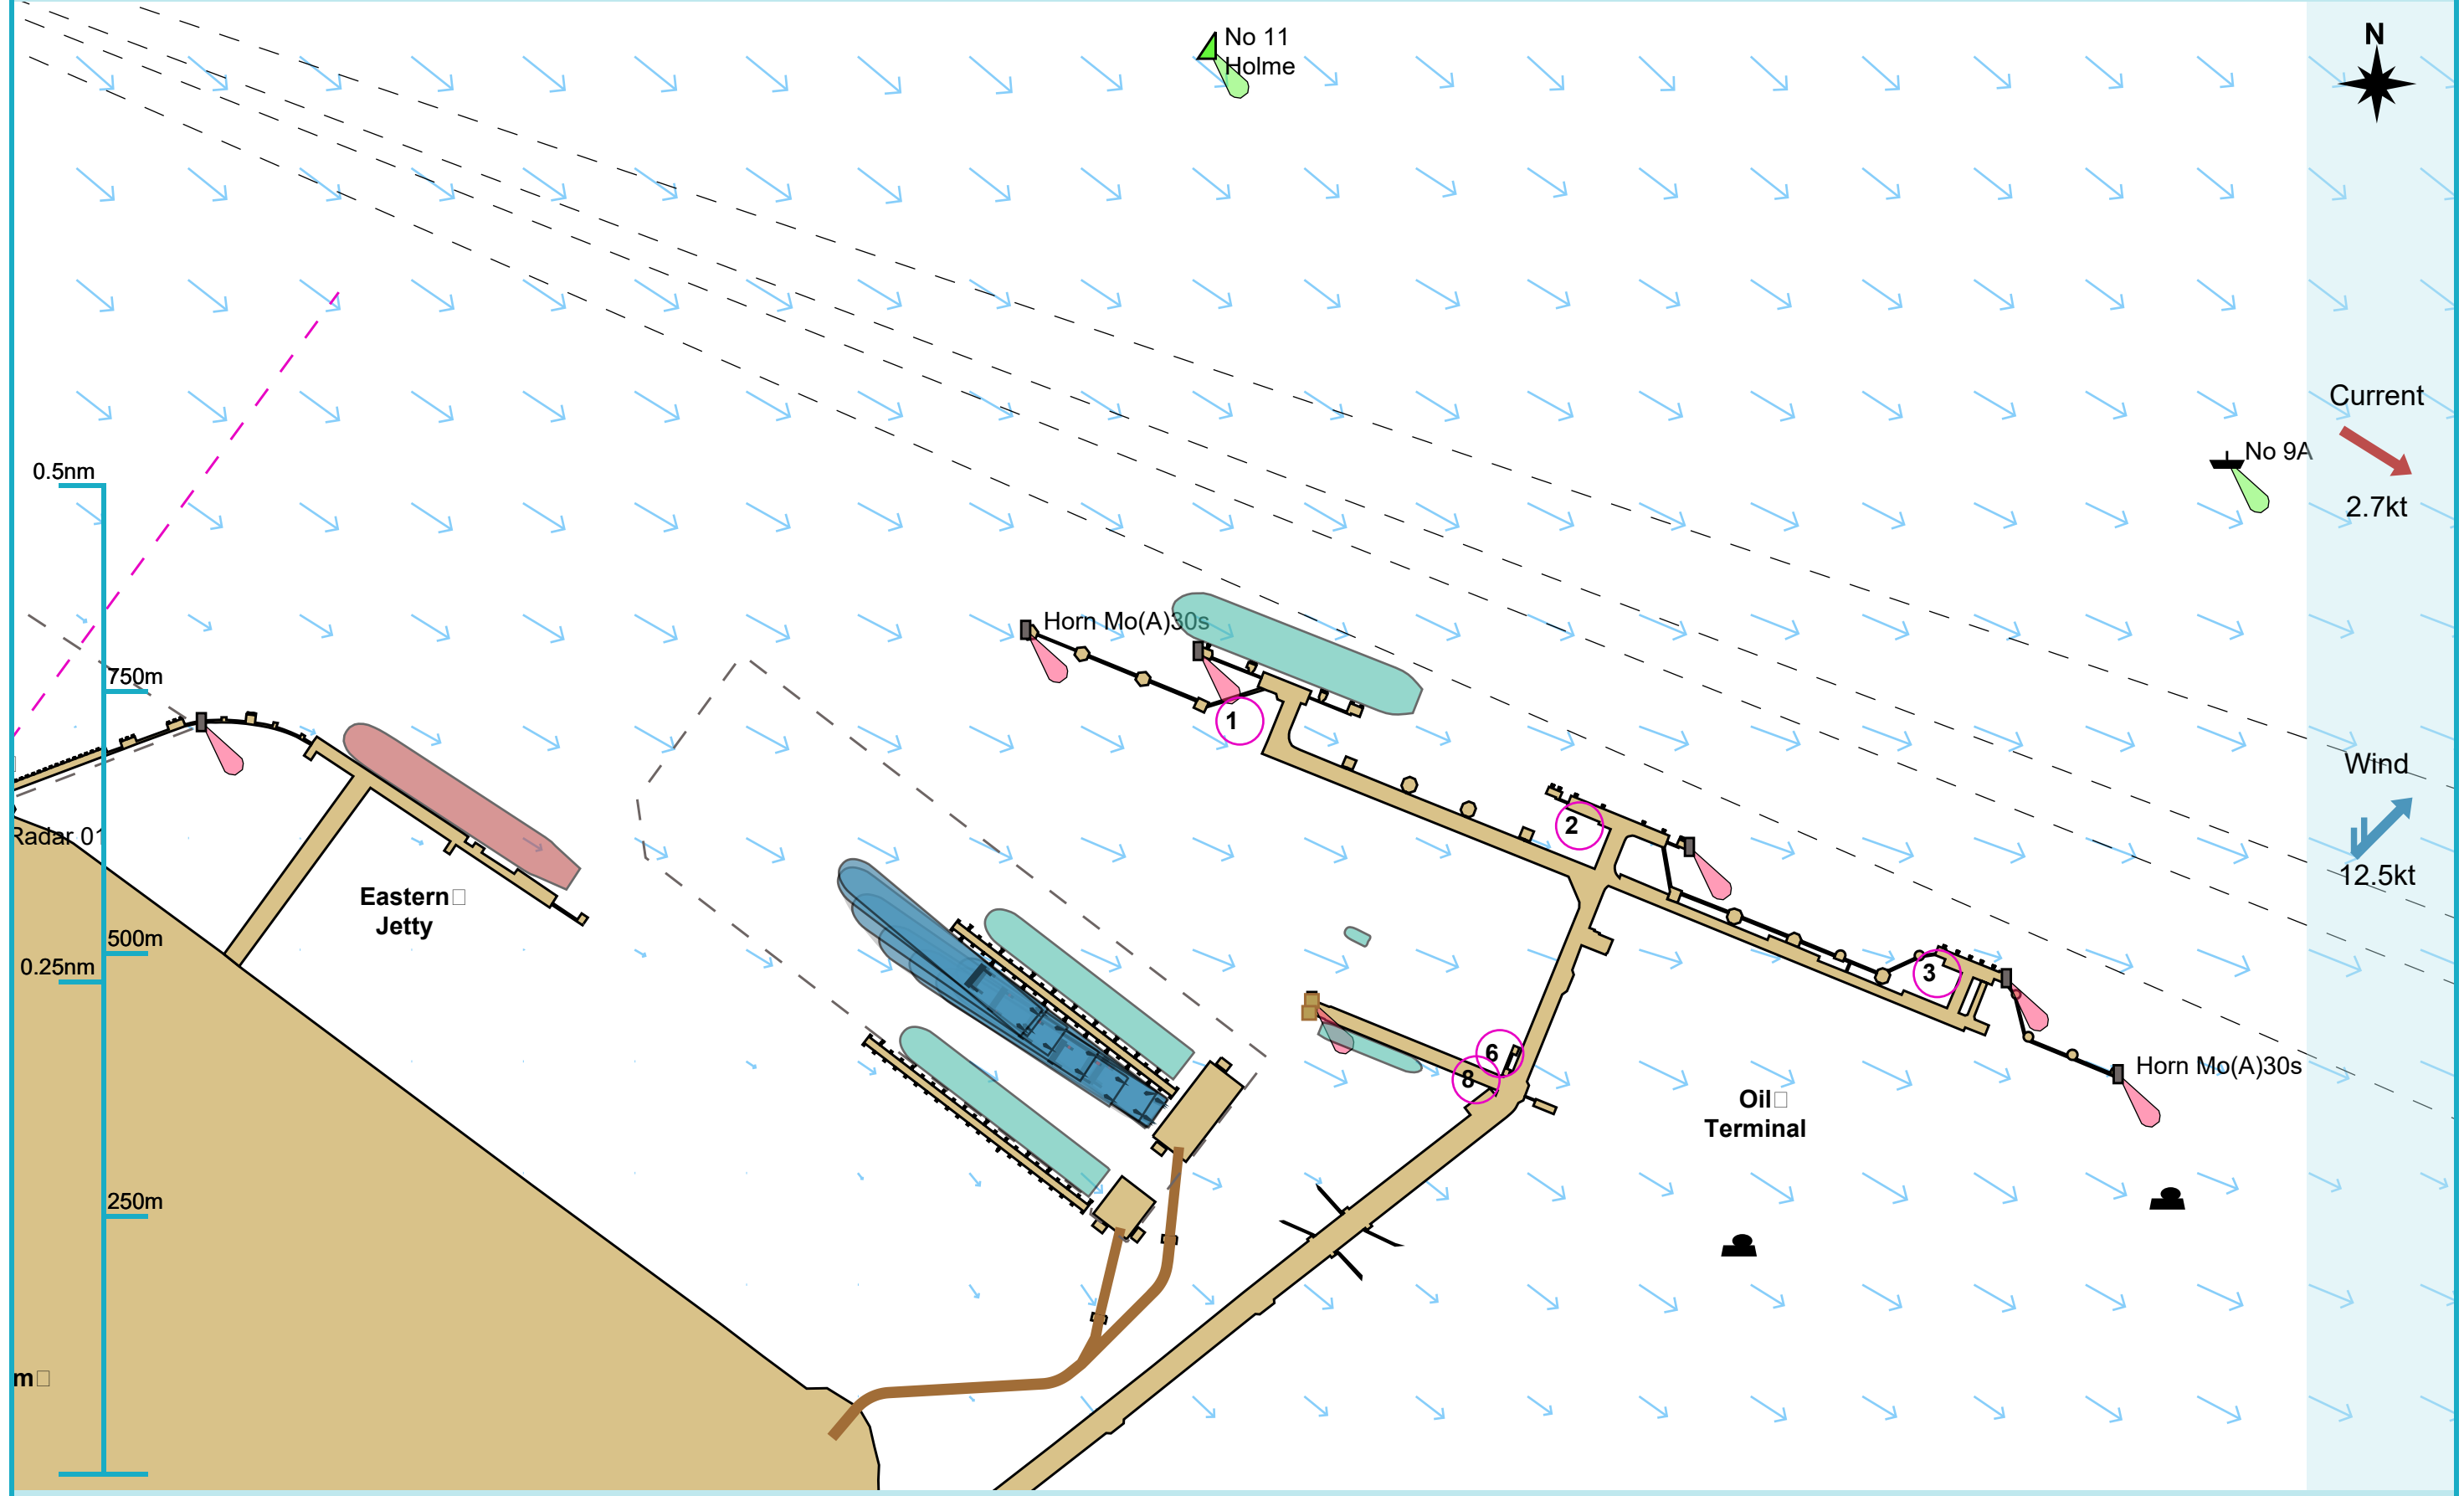 No 11
Holme
N
Current
2.7kt
No 9A
0.5nm
Horn Mo(A)30s
750m
1
Wind
12.5kt
2
Radar 01
Eastern
Jetty
500m
0.25nm
3
6
8
Horn Mo(A)30s
Oil
Terminal
250m
m